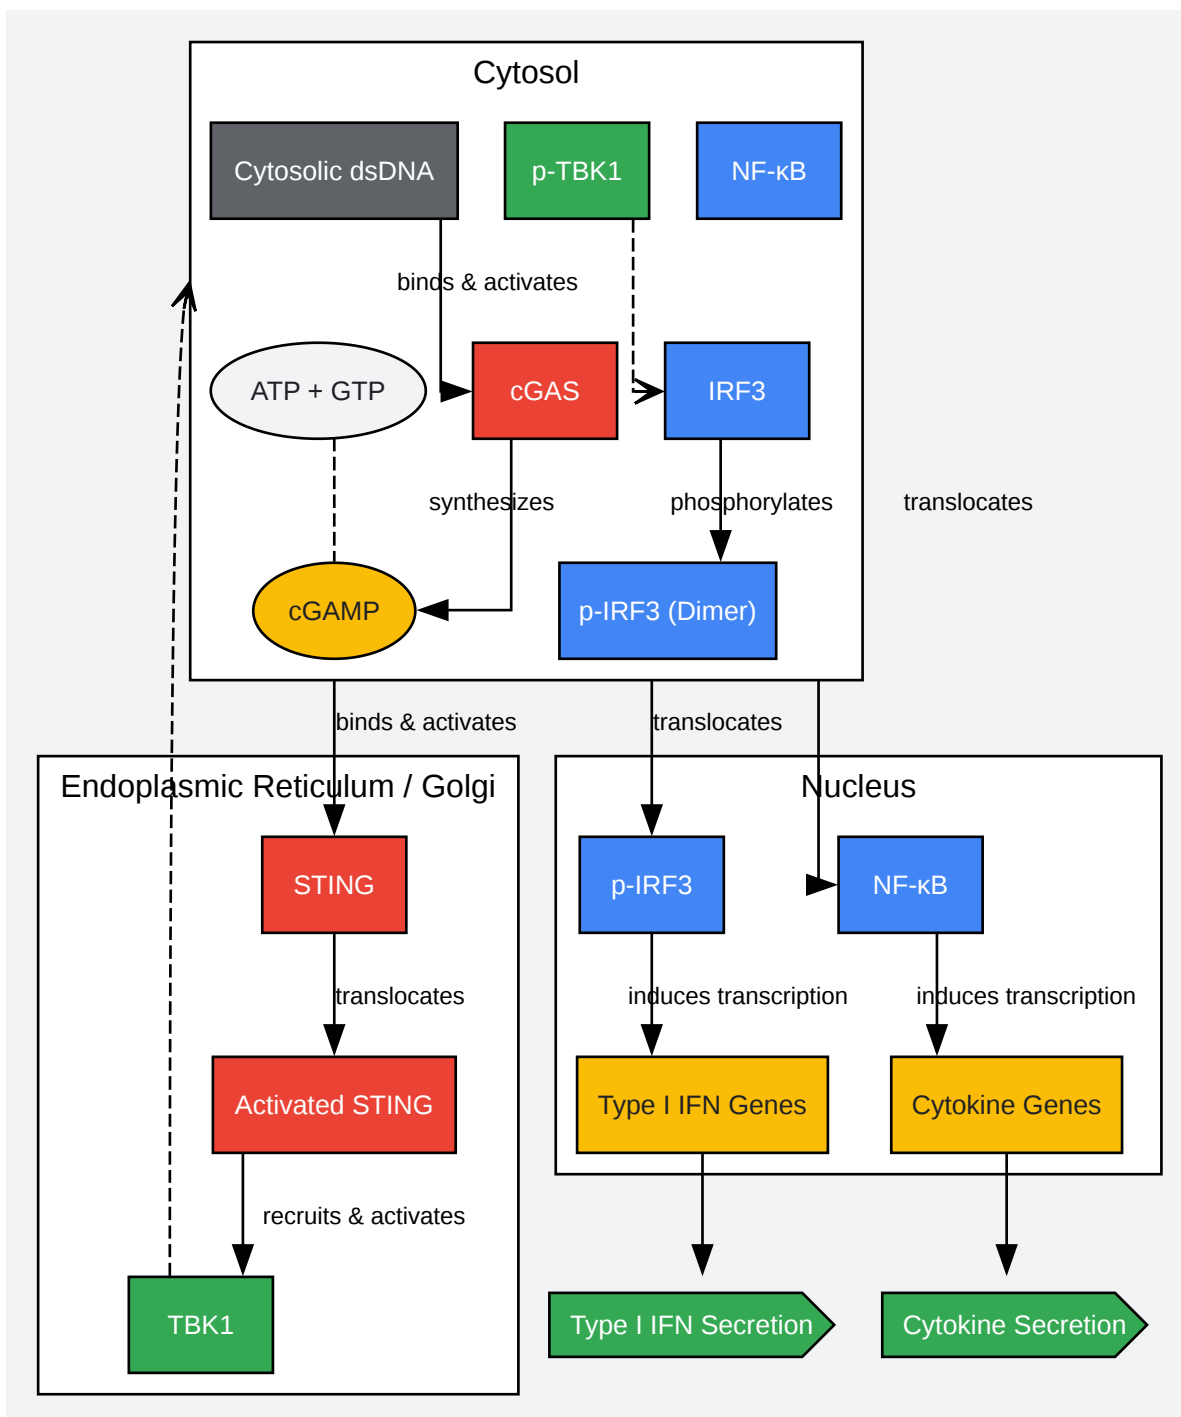 Cytosol
Cytosolic dsDNA
p-TBK1
NF-κB
binds & activates
ATP + GTP
cGAS
IRF3
synthesizes
phosphorylates
translocates
cGAMP
p-IRF3 (Dimer)
binds & activates
translocates
Endoplasmic Reticulum / Golgi
Nucleus
STING
p-IRF3
NF-κB
translocates
induces transcription
induces transcription
Activated STING
Type I IFN Genes
Cytokine Genes
recruits & activates
TBK1
Type I IFN Secretion
Cytokine Secretion